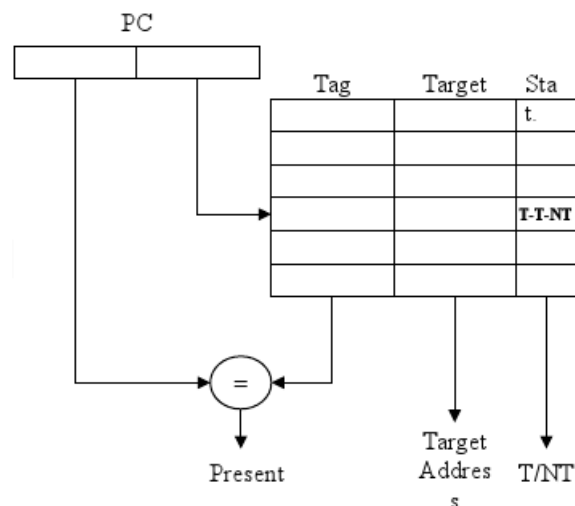 PC
Tag Target Sta
t.
T-T-NT
=
Present
Target
Addres
s
T/NT